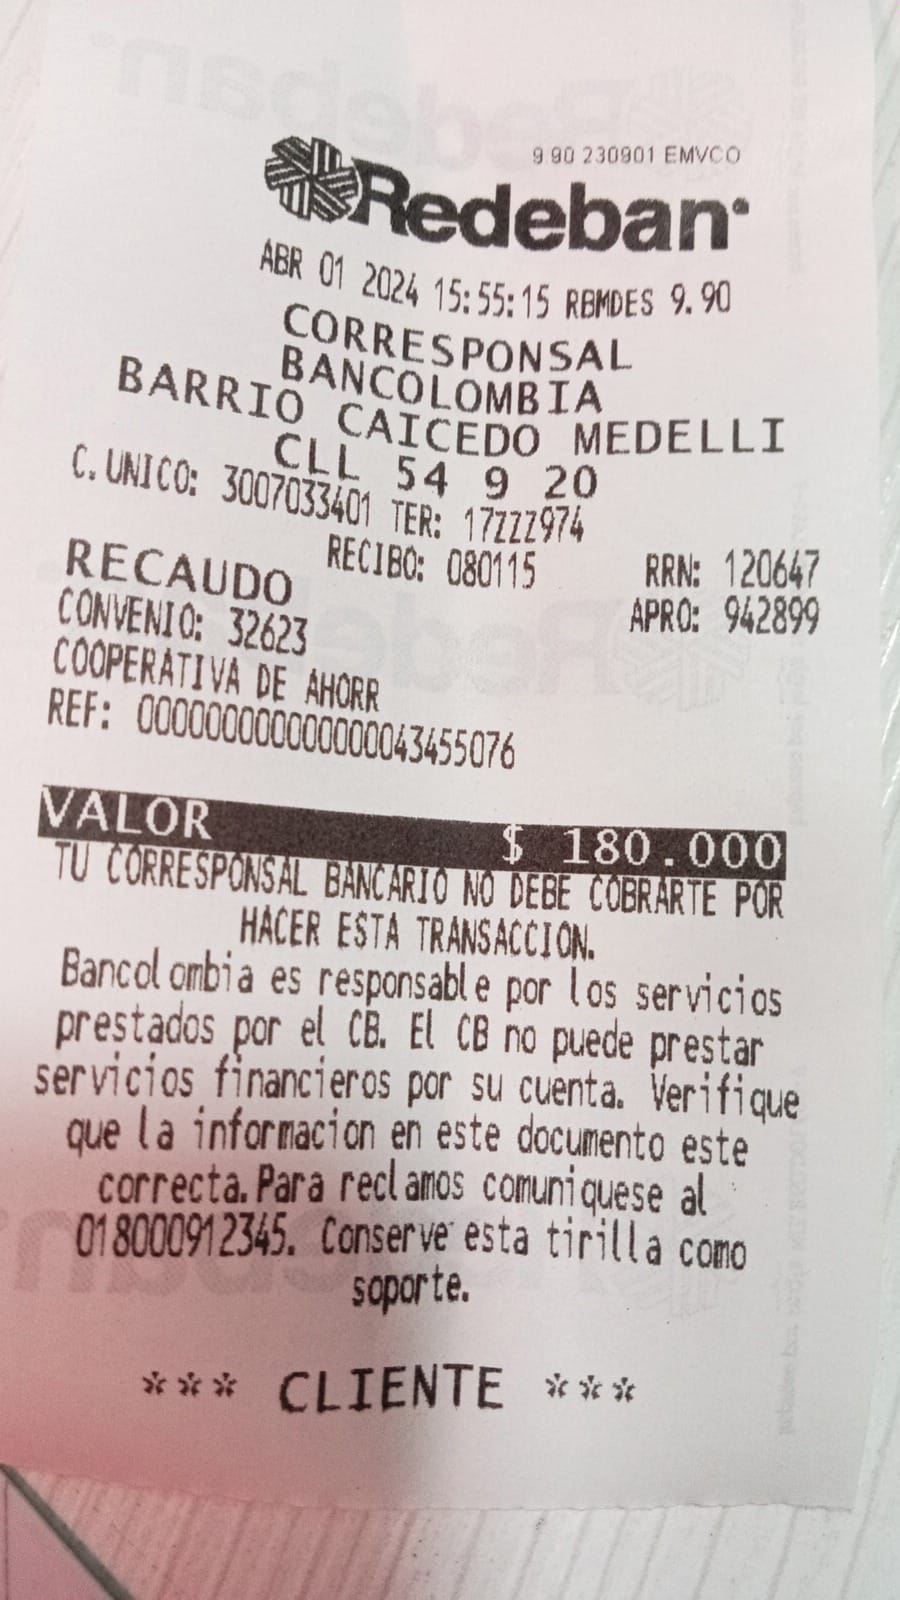 9.90 230901 EMVCO
Redeban
ABR 01 2024 15:55:15 RBMDES 9.90
CORRESPONSAL
BANCOLOMBIA
BARRIO CAICEDO MEDELLI
CLL 54 9 20
C. UNICO: 3007033401 TER: 17ZZZ974
RECIBO: 080115 RRN: 120647
RECAUDO APRO: 942899
CONVENIO: 32623
COOPERATIVA DE AHORR
REF: 000000000000000043455076
VALOR $ 180.000
TU CORRESPONSAL BANCARIO NO DEBE COBRARTE POR
HACER ESTA TRANSACCION.
Bancolombia es responsable por los servicios
prestados por el CB. El CB no puede prestar
servicios financieros por su cuenta. Verifique
que la informacion en este documento este
correcta.Para reclamos comuniquese al
018000912345. Conserve esta tirilla como
soporte.
*** CLIENTE ***